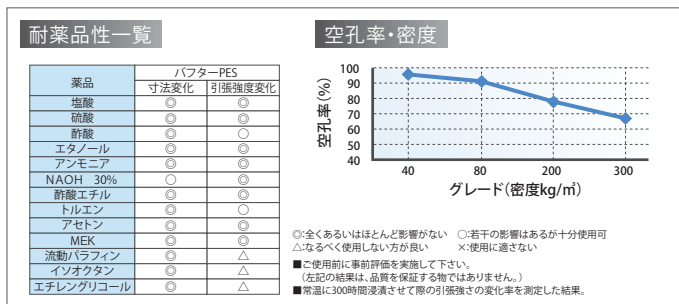 耐薬品性一覧
薬品 バフターPES
寸法変化 引張強度変化
塩酸 ◎ ◎
硫酸 ◎ ◎
酢酸 ◎ ○
エタノール ◎ ◎
アンモニア ◎ ◎
NAOH 30% ○ ◎
酢酸エチル ◎ ◎
トルエン ◎ ○
アセトン ◎ ◎
MEK ◎ ◎
流動パラフィン ◎ △
イソオクタン ◎ △
エチレングリコール ◎ △
空孔率・密度
空孔率(%)
100
90
80
70
60
50
40
40 80 200 300
グレード(密度kg/㎥)
◎:全くあるいはほとんど影響がない ○:若干の影響はあるが十分使用可
△:なるべく使用しない方が良い ×:使用に適さない
■ご使用前に事前評価を実施して下さい。
(左記の結果は、品質を保証する物ではありません。)
■常温に300時間浸漬させて際の引張強さの変化率を測定した結果。